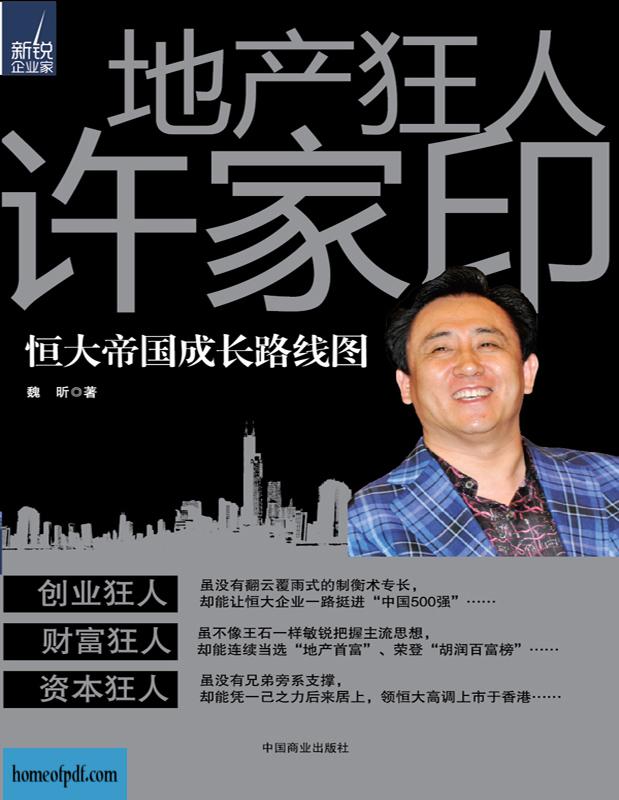 新锐
企业家
地产狂人
许家印
恒大帝国成长路线图
魏 昕◎著
创业狂人
虽没有翻云覆雨式的制衡术专长,
却能让恒大企业一路挺进“中国500强”……
财富狂人
虽不像王石一样敏锐把握主流思想,
却能连续当选“地产首富”、荣登“胡润百富榜”……
资本狂人
虽没有兄弟旁系支撑,
却能凭一己之力后来居上,领恒大高调上市于香港……
中国商业出版社
homeofpdf.com